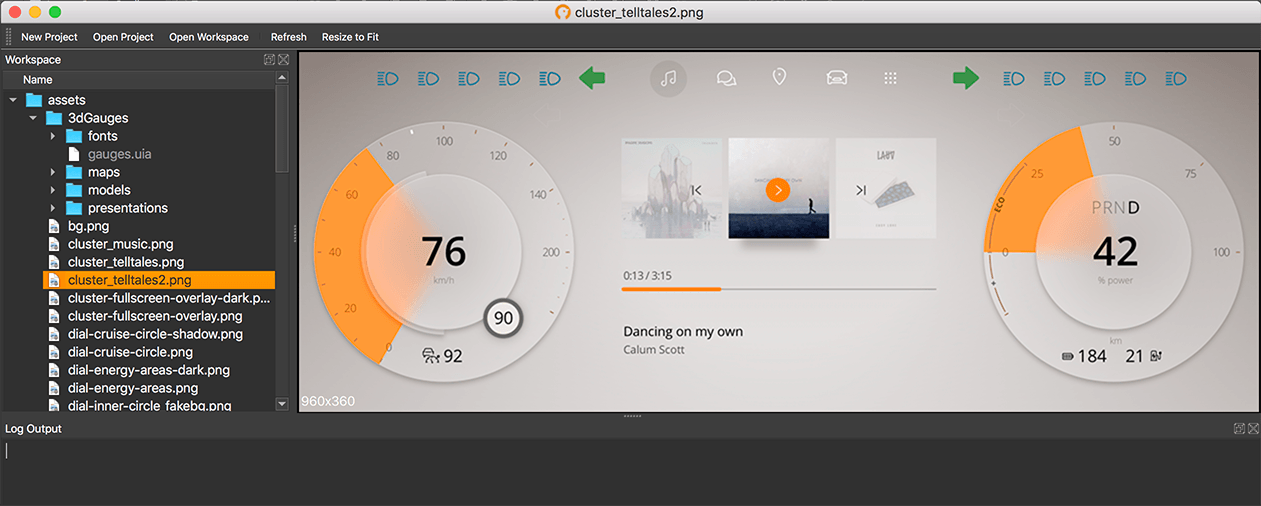 cluster_telltales2.png
New Project Open Project Open Workspace Refresh Resize to Fit
Workspace
Name
assets
3dGauges
fonts
gauges.uia
maps
models
presentations
bg.png
cluster_music.png
cluster_telltales.png
cluster_telltales2.png
cluster-fullscreen-overlay-dark.p...
cluster-fullscreen-overlay.png
dial-cruise-circle-shadow.png
dial-cruise-circle.png
dial-energy-areas-dark.png
dial-energy-areas.png
dial-inner-circle_fakebg.png
0
20
40
60
80
100
120
140
200
76
km/h
90
92
LAUV
0:13 / 3:15
Dancing on my own
Calum Scott
ECO
0
25
50
75
100
PRND
42
% power
km
184 21
960x360
Log Output